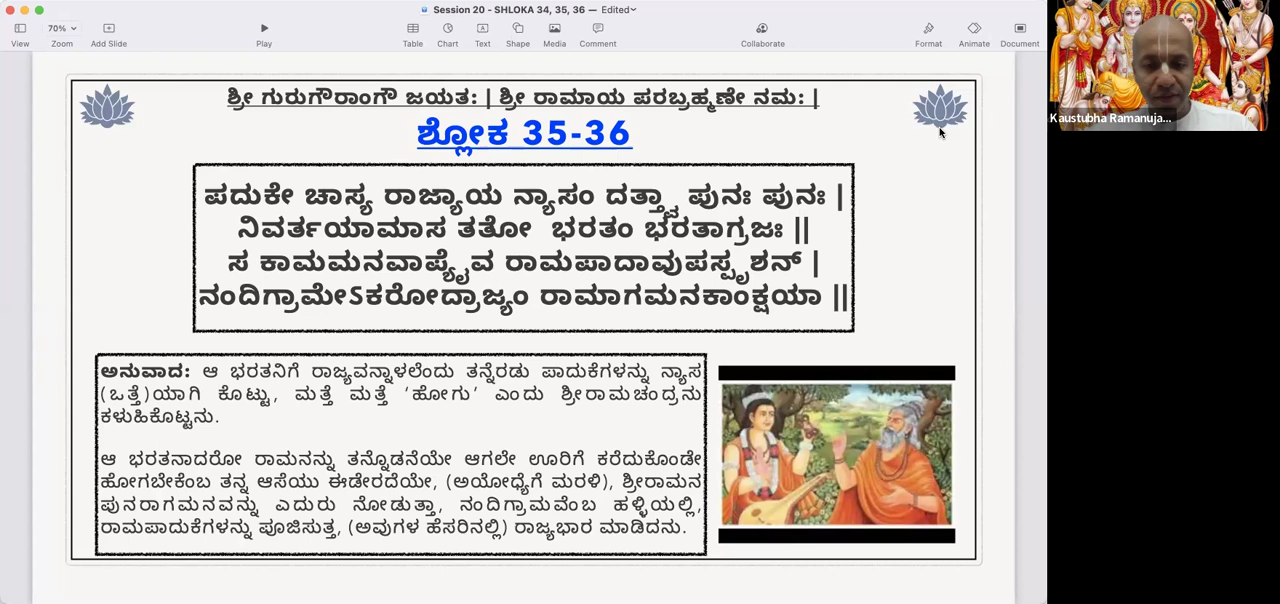 Session 20 - SHLOKA 34, 35, 36 — Edited
70%
View Zoom Add Slide Play Table Chart Text Shape Media Comment Collaborate Format Animate Document
ಶ್ರೀ ಗುರುಗೌರಾಂಗೌ ಜಯತಃ | ಶ್ರೀ ರಾಮಾಯ ಪರಬ್ರಹ್ಮಣೇ ನಮಃ |
ಶ್ಲೋಕ 35-36
ಪದುಕೇ ಚಾಸ್ಯ ರಾಜ್ಯಾಯ ನ್ಯಾಸಂ ದತ್ತ್ವಾ ಪುನಃ ಪುನಃ |
ನಿವರ್ತಯಾಮಾಸ ತತೋ ಭರತಂ ಭರತಾಗ್ರಜಃ ||
ಸ ಕಾಮಮನವಾಪ್ಯೈವ ರಾಮಪಾದಾವುಪಸ್ಪೃಶನ್ |
ನಂದಿಗ್ರಾಮೇಽಕರೋದ್ರಾಜ್ಯಂ ರಾಮಾಗಮನಕಾಂಕ್ಷಯಾ ||
ಅನುವಾದ: ಆ ಭರತನಿಗೆ ರಾಜ್ಯವನ್ನಾಳಲೆಂದು ತನ್ನೆರಡು ಪಾದುಕೆಗಳನ್ನು ನ್ಯಾಸ
(ಒತ್ತೆ)ಯಾಗಿ ಕೊಟ್ಟು, ಮತ್ತೆ ಮತ್ತೆ ‘ಹೋಗು’ ಎಂದು ಶ್ರೀರಾಮಚಂದ್ರನು
ಕಳುಹಿಕೊಟ್ಟನು.
ಆ ಭರತನಾದರೋ ರಾಮನನ್ನು ತನ್ನೊಡನೆಯೇ ಆಗಲೇ ಊರಿಗೆ ಕರೆದುಕೊಂಡೇ
ಹೋಗಬೇಕೆಂಬ ತನ್ನ ಆಸೆಯು ಈಡೇರದೆಯೇ, (ಅಯೋಧ್ಯೆಗೆ ಮರಳಿ), ಶ್ರೀರಾಮನ
ಪುನರಾಗಮನವನ್ನು ಎದುರು ನೋಡುತ್ತಾ, ನಂದಿಗ್ರಾಮವೆಂಬ ಹಳ್ಳಿಯಲ್ಲಿ,
ರಾಮಪಾದುಕೆಗಳನ್ನು ಪೂಜಿಸುತ್ತ, (ಅವುಗಳ ಹೆಸರಿನಲ್ಲಿ) ರಾಜ್ಯಭಾರ ಮಾಡಿದನು.
Kaustubha Ramanuja...